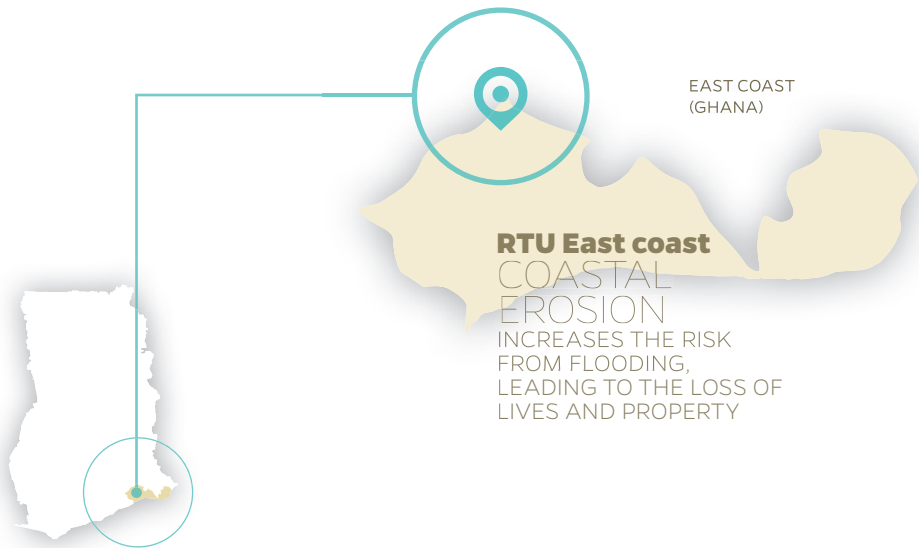 EAST COAST
(GHANA)
RTU East coast
COASTAL
EROSION
INCREASES THE RISK
FROM FLOODING,
LEADING TO THE LOSS OF
LIVES AND PROPERTY